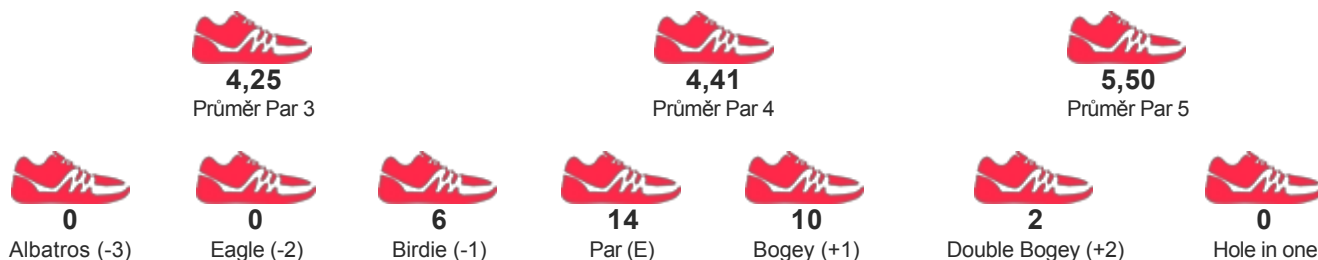 4,25 4,41 5,50
Průměr Par 3 Průměr Par 4 Průměr Par 5
0 0 6 14 10 2 0
Albatros (-3) Eagle (-2) Birdie (-1) Par (E) Bogey (+1) Double Bogey (+2) Hole in one